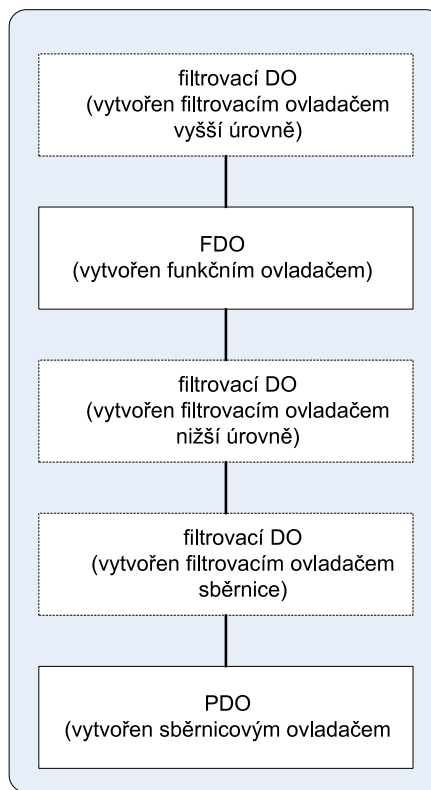 filtrovací DO
(vytvořen filtrovacím ovladačem
vyšší úrovně)
FDO
(vytvořen funkčním ovladačem)
filtrovací DO
(vytvořen filtrovacím ovladačem
nižší úrovně)
filtrovací DO
(vytvořen filtrovacím ovladačem
sběrnice)
PDO
(vytvořen sběrnicovým ovladačem